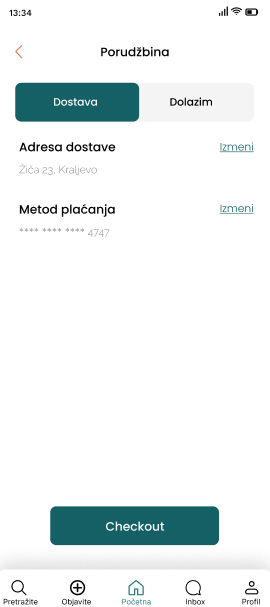 13:34
Porudžbina
Dostava Dolazim
Adresa dostave Izmeni
Žiča 23, Kraljevo
Metod plaćanja Izmeni
**** **** **** 4747
Checkout
Pretražite Objavite Početna Inbox Profil